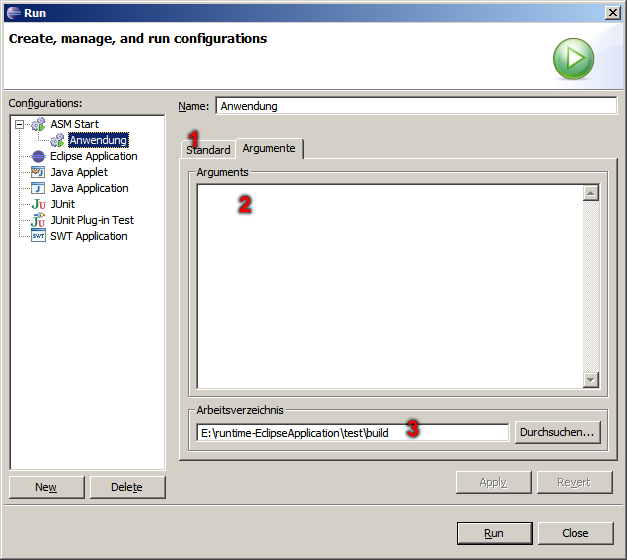 Run
Create, manage, and run configurations
Configurations:
ASM Start
Anwendung
Eclipse Application
Java Applet
Java Application
JUnit
JUnit Plug-in Test
SWT Application
New
Delete
Name: Anwendung
1
Standard
Argumente
Arguments
2
Arbeitsverzeichnis
E:\runtime-EclipseApplication\test\build
3
Durchsuchen...
Apply
Revert
Run
Close